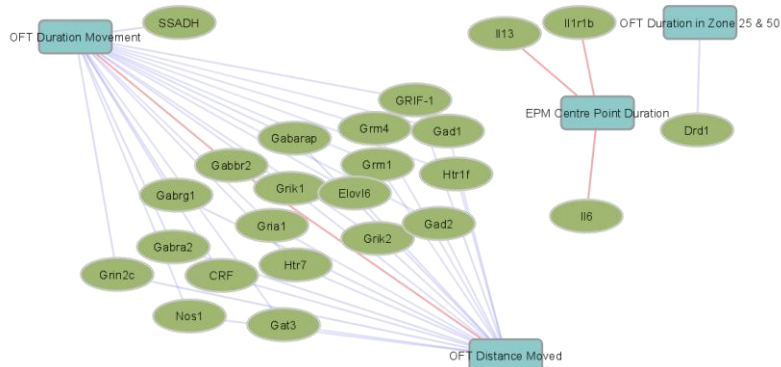 SSADH
OFT Duration Movement
Il1r1b
OFT Duration in Zone 25 & 50
Il13
GRIF-1
EPM Centre Point Duration
Grm4
Gad1
Drd1
Gabarap
Gabbr2
Grm1
Htr1f
Grik1
Elovl6
Gabrg1
Il6
Gria1
Gad2
Grik2
Gabra2
Htr7
Grin2c
CRF
Nos1
Gat3
OFT Distance Moved